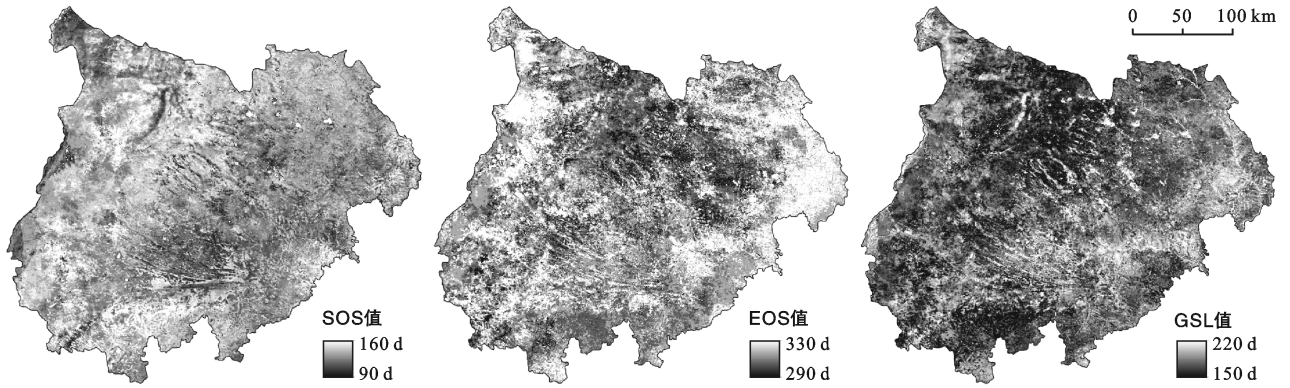 0 50 100 km
SOS值
160 d
90 d
EOS值
330 d
290 d
GSL值
220 d
150 d